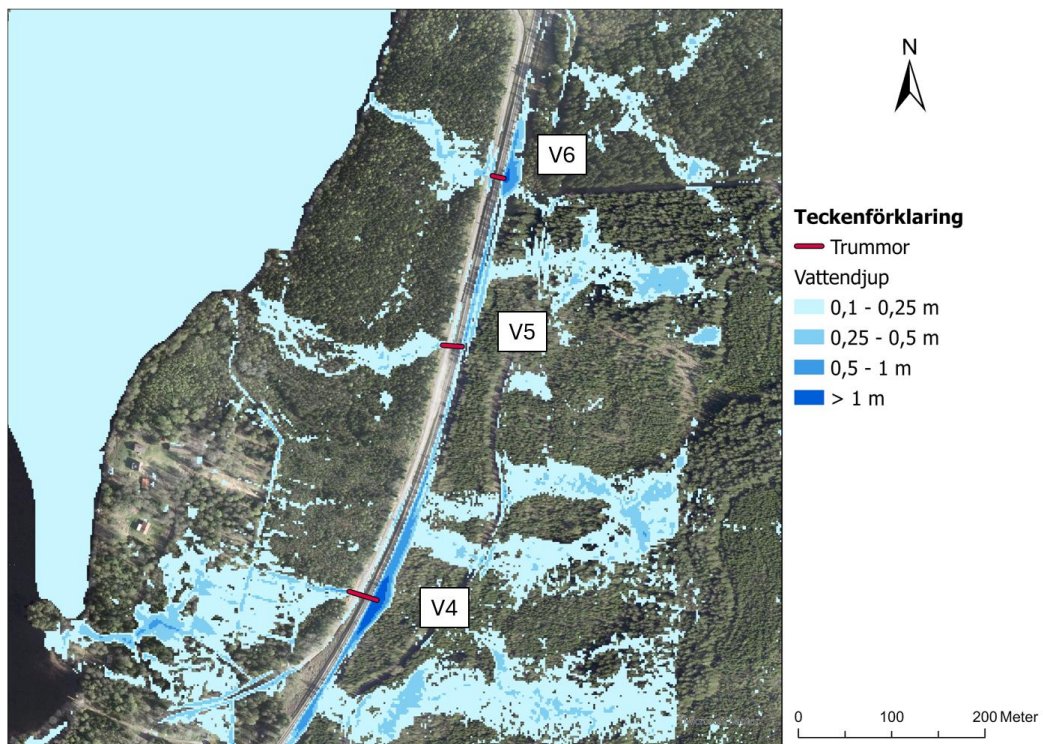 V6
V5
V4
N
Teckenförklaring
Trummor
Vattendjup
0,1 - 0,25 m
0,25 - 0,5 m
0,5 - 1 m
> 1 m
0 100 200 Meter